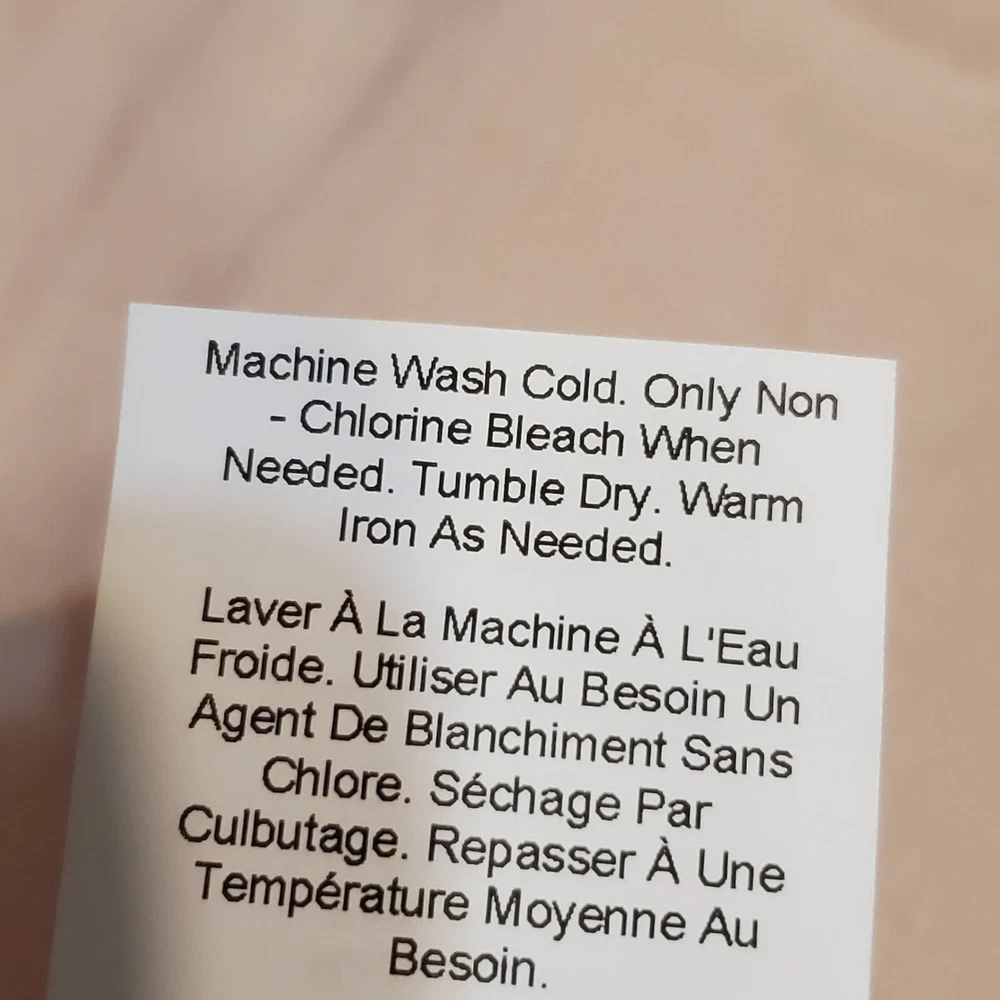 Machine Wash Cold. Only Non
- Chlorine Bleach When
Needed. Tumble Dry. Warm
Iron As Needed.
Laver À La Machine À L'Eau
Froide. Utiliser Au Besoin Un
Agent De Blanchiment Sans
Chlore. Séchage Par
Culbutage. Repasser À Une
Température Moyenne Au
Besoin.